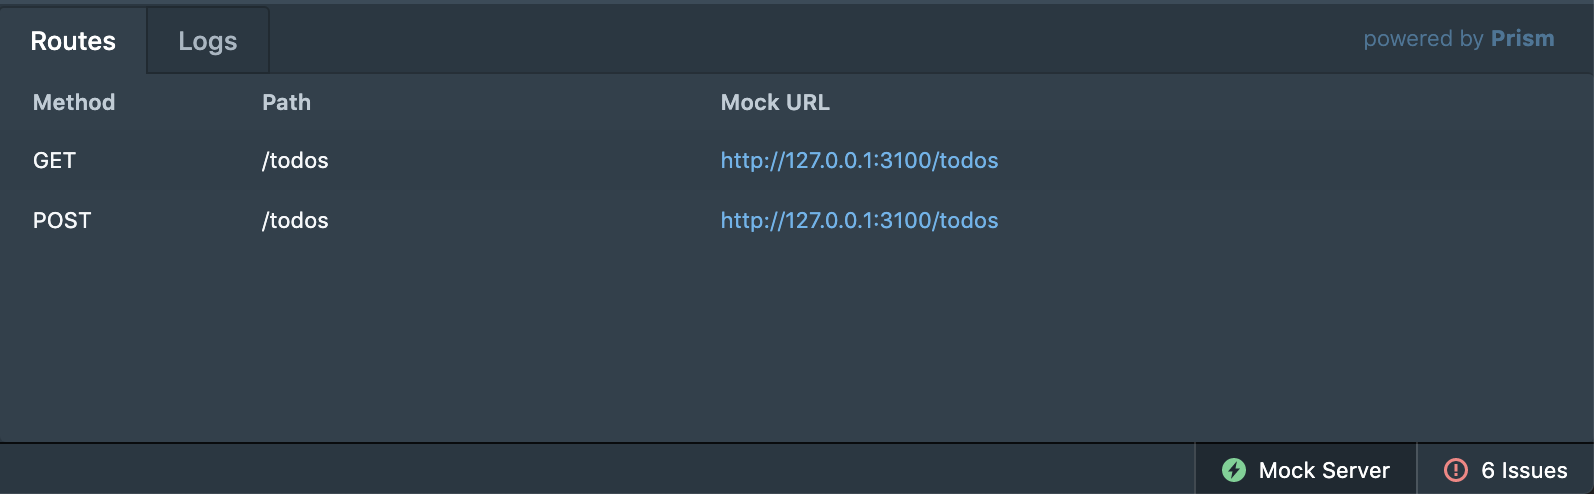 Routes Logs powered by Prism
Method Path Mock URL
GET /todos http://127.0.0.1:3100/todos
POST /todos http://127.0.0.1:3100/todos
Mock Server 6 Issues